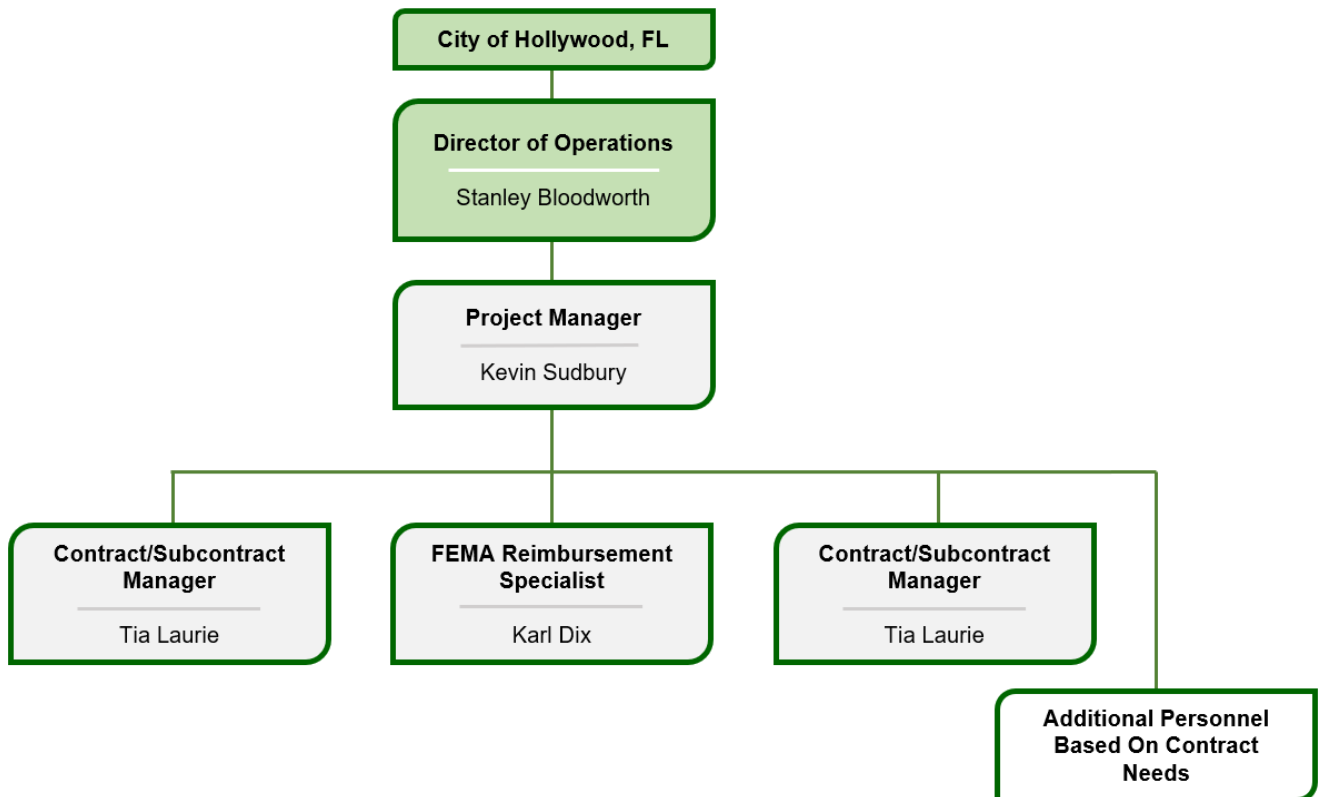 City of Hollywood, FL
Director of Operations
Stanley Bloodworth
Project Manager
Kevin Sudbury
Contract/Subcontract
Manager
Tia Laurie
FEMA Reimbursement
Specialist
Karl Dix
Contract/Subcontract
Manager
Tia Laurie
Additional Personnel
Based On Contract
Needs